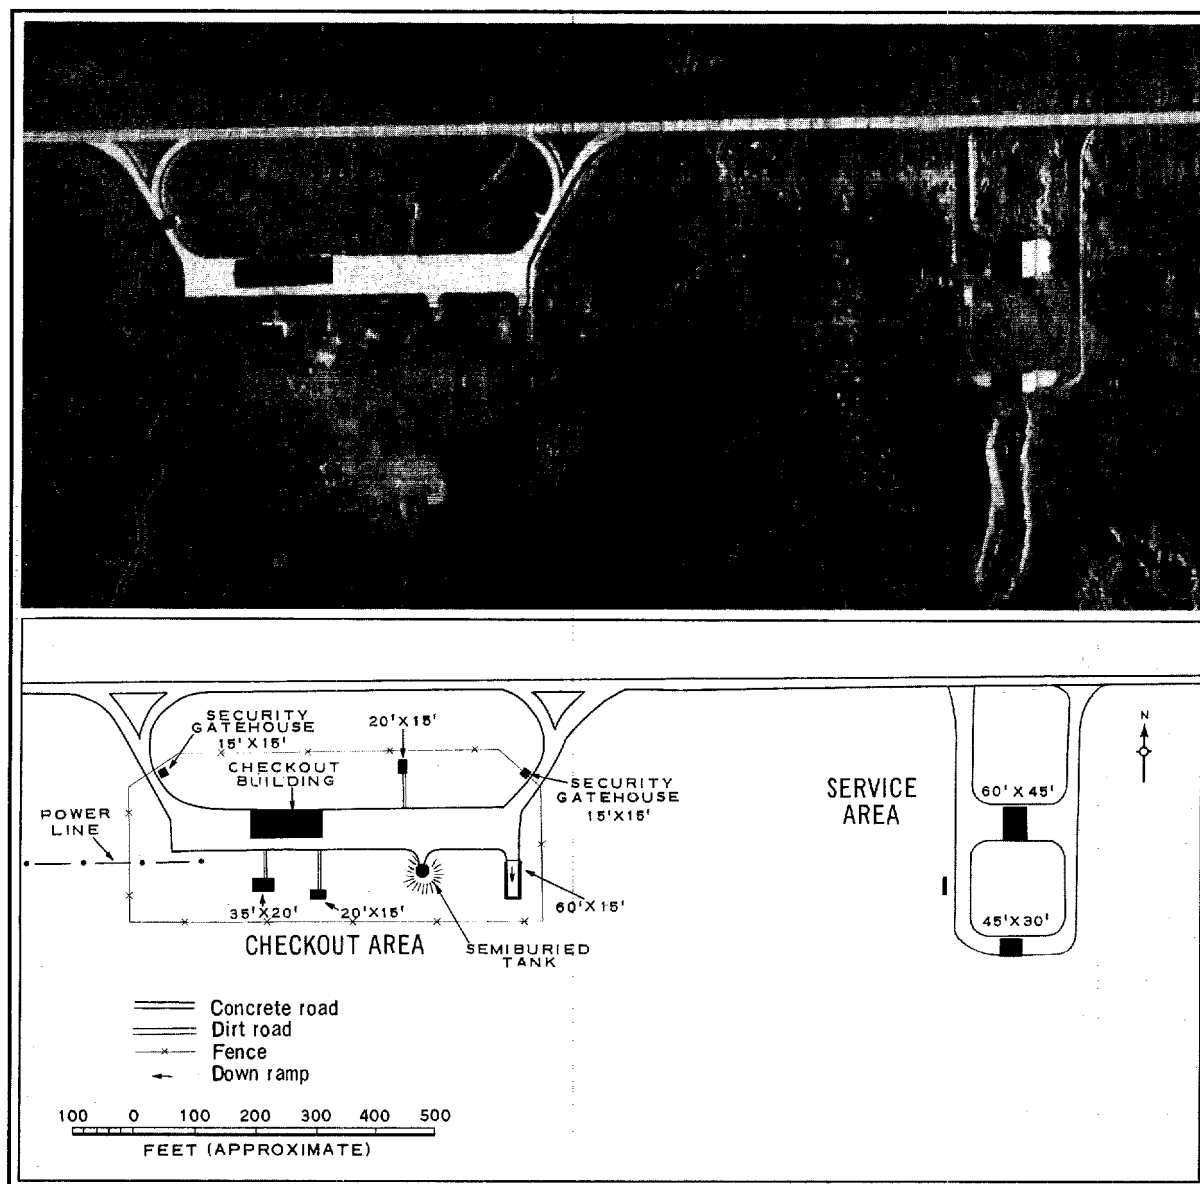 SECURITY
GATEHOUSE
15'X15'
20'X15'
CHECKOUT
BUILDING
SECURITY
GATEHOUSE
15'X15'
POWER
LINE
35'X20'
20'X15'
60'X15'
CHECKOUT AREA
SEMIBURIED
TANK
SERVICE
AREA
N
60'X45'
45'X30'
Concrete road
Dirt road
Fence
Down ramp
100 0 100 200 300 400 500
FEET (APPROXIMATE)